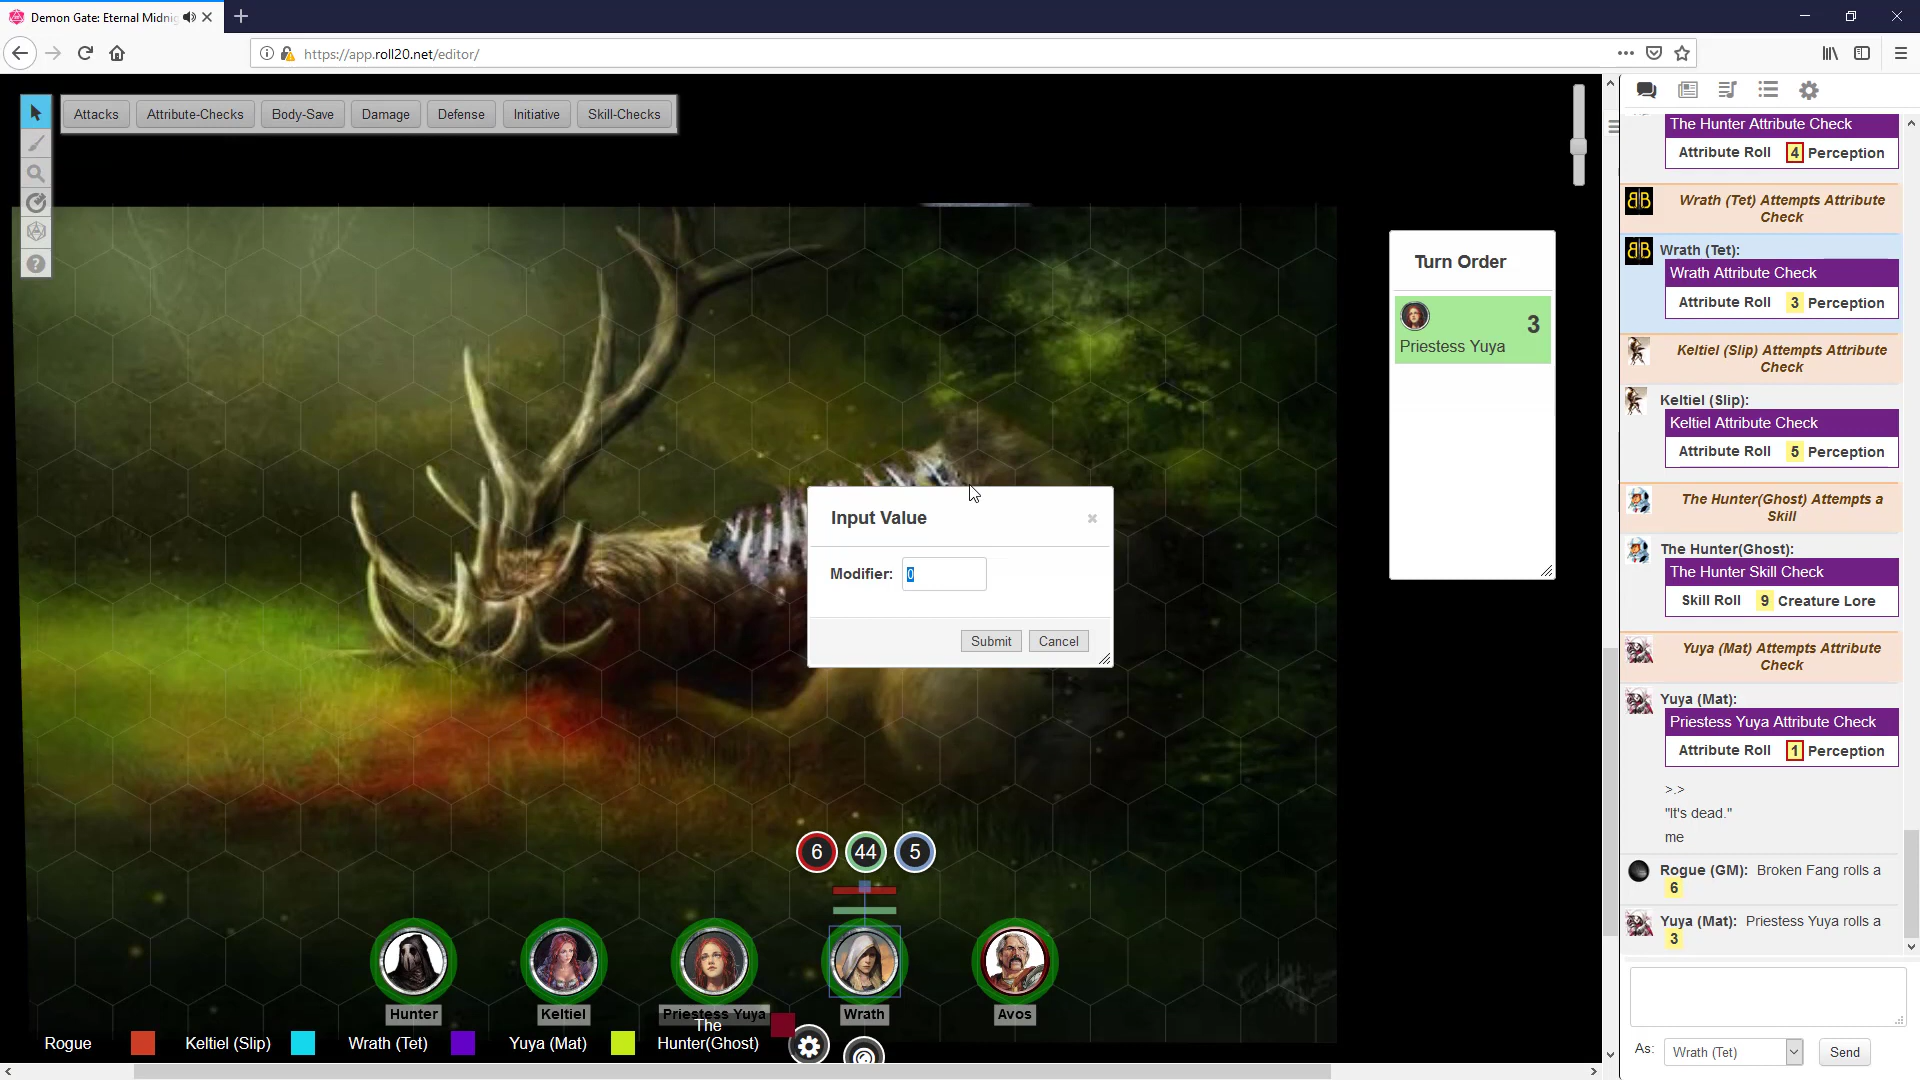 Demon Gate: Eternal Midnig
https://app.roll20.net/editor/
Attacks
Attribute-Checks
Body-Save
Damage
Defense
Initiative
Skill-Checks
Turn Order
3
Priestess Yuya
Input Value
Modifier: 0
Submit
Cancel
6
44
5
Hunter
Keltiel
Priestess Yuya
Wrath
Avos
Rogue
Keltiel (Slip)
Wrath (Tet)
Yuya (Mat)
The
Hunter(Ghost)
The Hunter Attribute Check
Attribute Roll 4 Perception
Wrath (Tet) Attempts Attribute
Check
Wrath (Tet):
Wrath Attribute Check
Attribute Roll 3 Perception
Keltiel (Slip) Attempts Attribute
Check
Keltiel (Slip):
Keltiel Attribute Check
Attribute Roll 5 Perception
The Hunter(Ghost) Attempts a
Skill
The Hunter(Ghost):
The Hunter Skill Check
Skill Roll 9 Creature Lore
Yuya (Mat) Attempts Attribute
Check
Yuya (Mat):
Priestess Yuya Attribute Check
Attribute Roll 1 Perception
>.>
"It's dead."
me
Rogue (GM): Broken Fang rolls a
6
Yuya (Mat): Priestess Yuya rolls a
3
As: Wrath (Tet)
Send